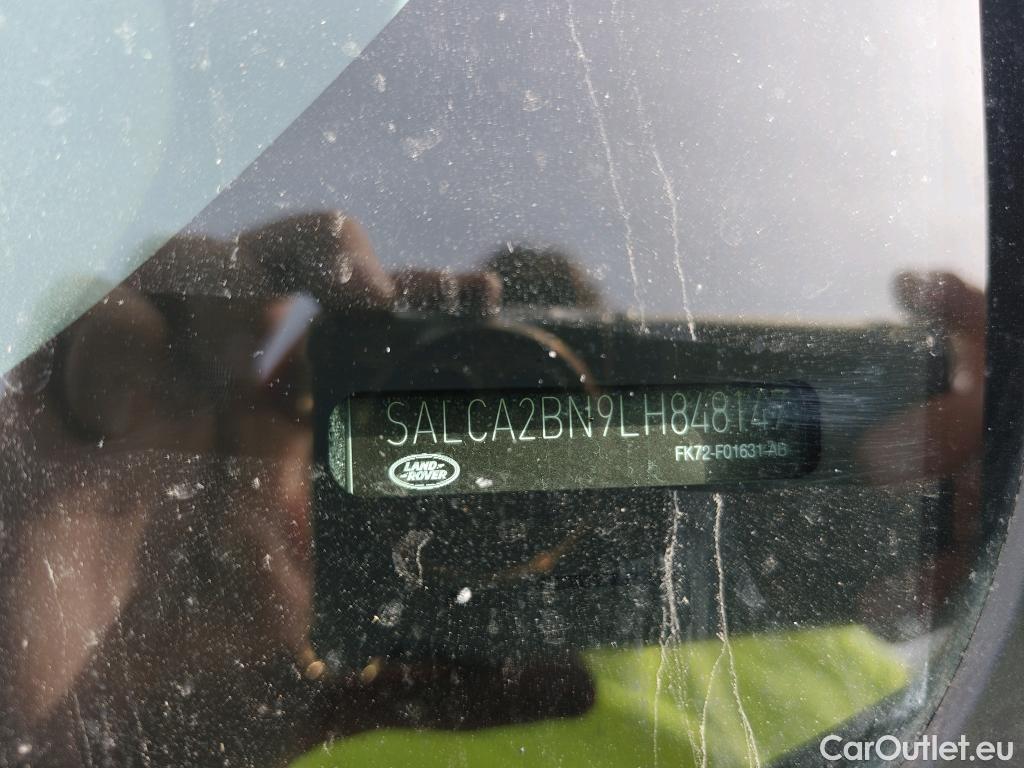 SALCA2BN9LH848147
FK72-F01631-AB
LAND
ROVER
CarOutlet.eu